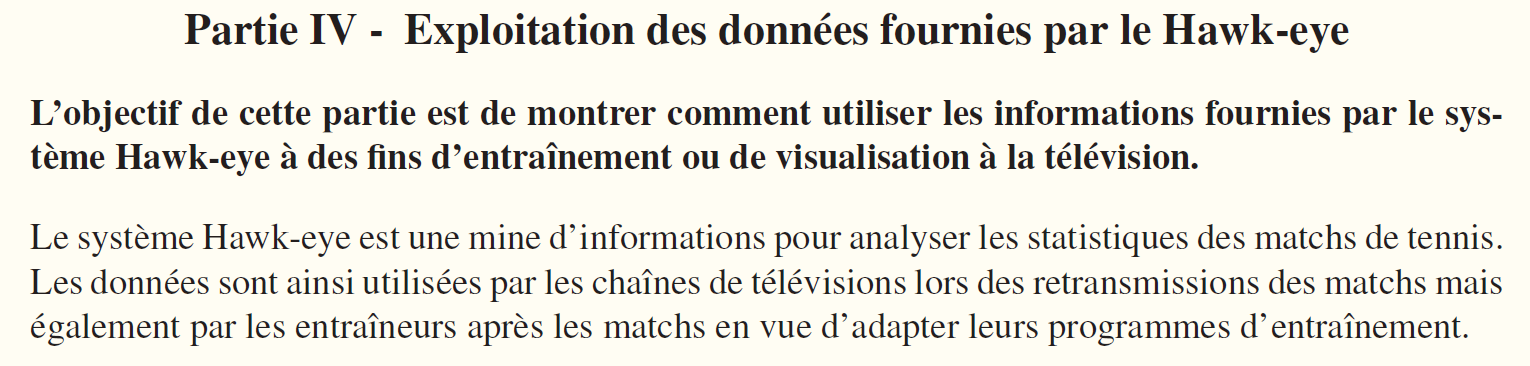 Partie IV - Exploitation des données fournies par le Hawk-eye
L’objectif de cette partie est de montrer comment utiliser les informations fournies par le sys-
tème Hawk-eye à des fins d’entraînement ou de visualisation à la télévision.
Le système Hawk-eye est une mine d’informations pour analyser les statistiques des matchs de tennis.
Les données sont ainsi utilisées par les chaînes de télévisions lors des retransmissions des matchs mais
également par les entraîneurs après les matchs en vue d’adapter leurs programmes d’entraînement.